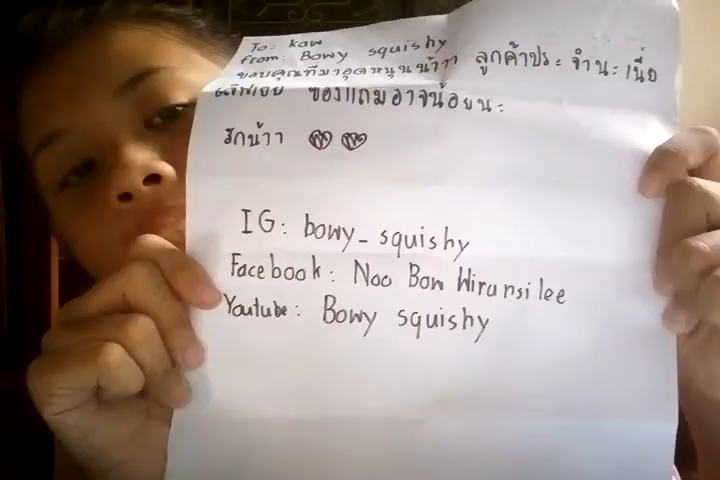 To: kaw
from: Bowy squishy
ขอบคุณที่มาอุดหนุนน้าาา ลูกค้าประจำนะเนี่ย
ของแถมอาจน้อยนะ
รักน้าา
IG: bowy_squishy
Facebook: Noo Bow Wirunsilee
Youtube: Bowy squishy